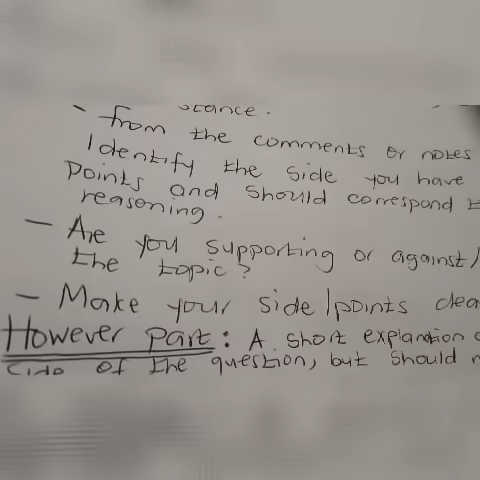 stance.
- from the comments or notes
Identify the side you have
points and should correspond
reasoning.
- Are you supporting or against/
the topic?
- Make your side/points
However part: A short explanation
side of the question, but should